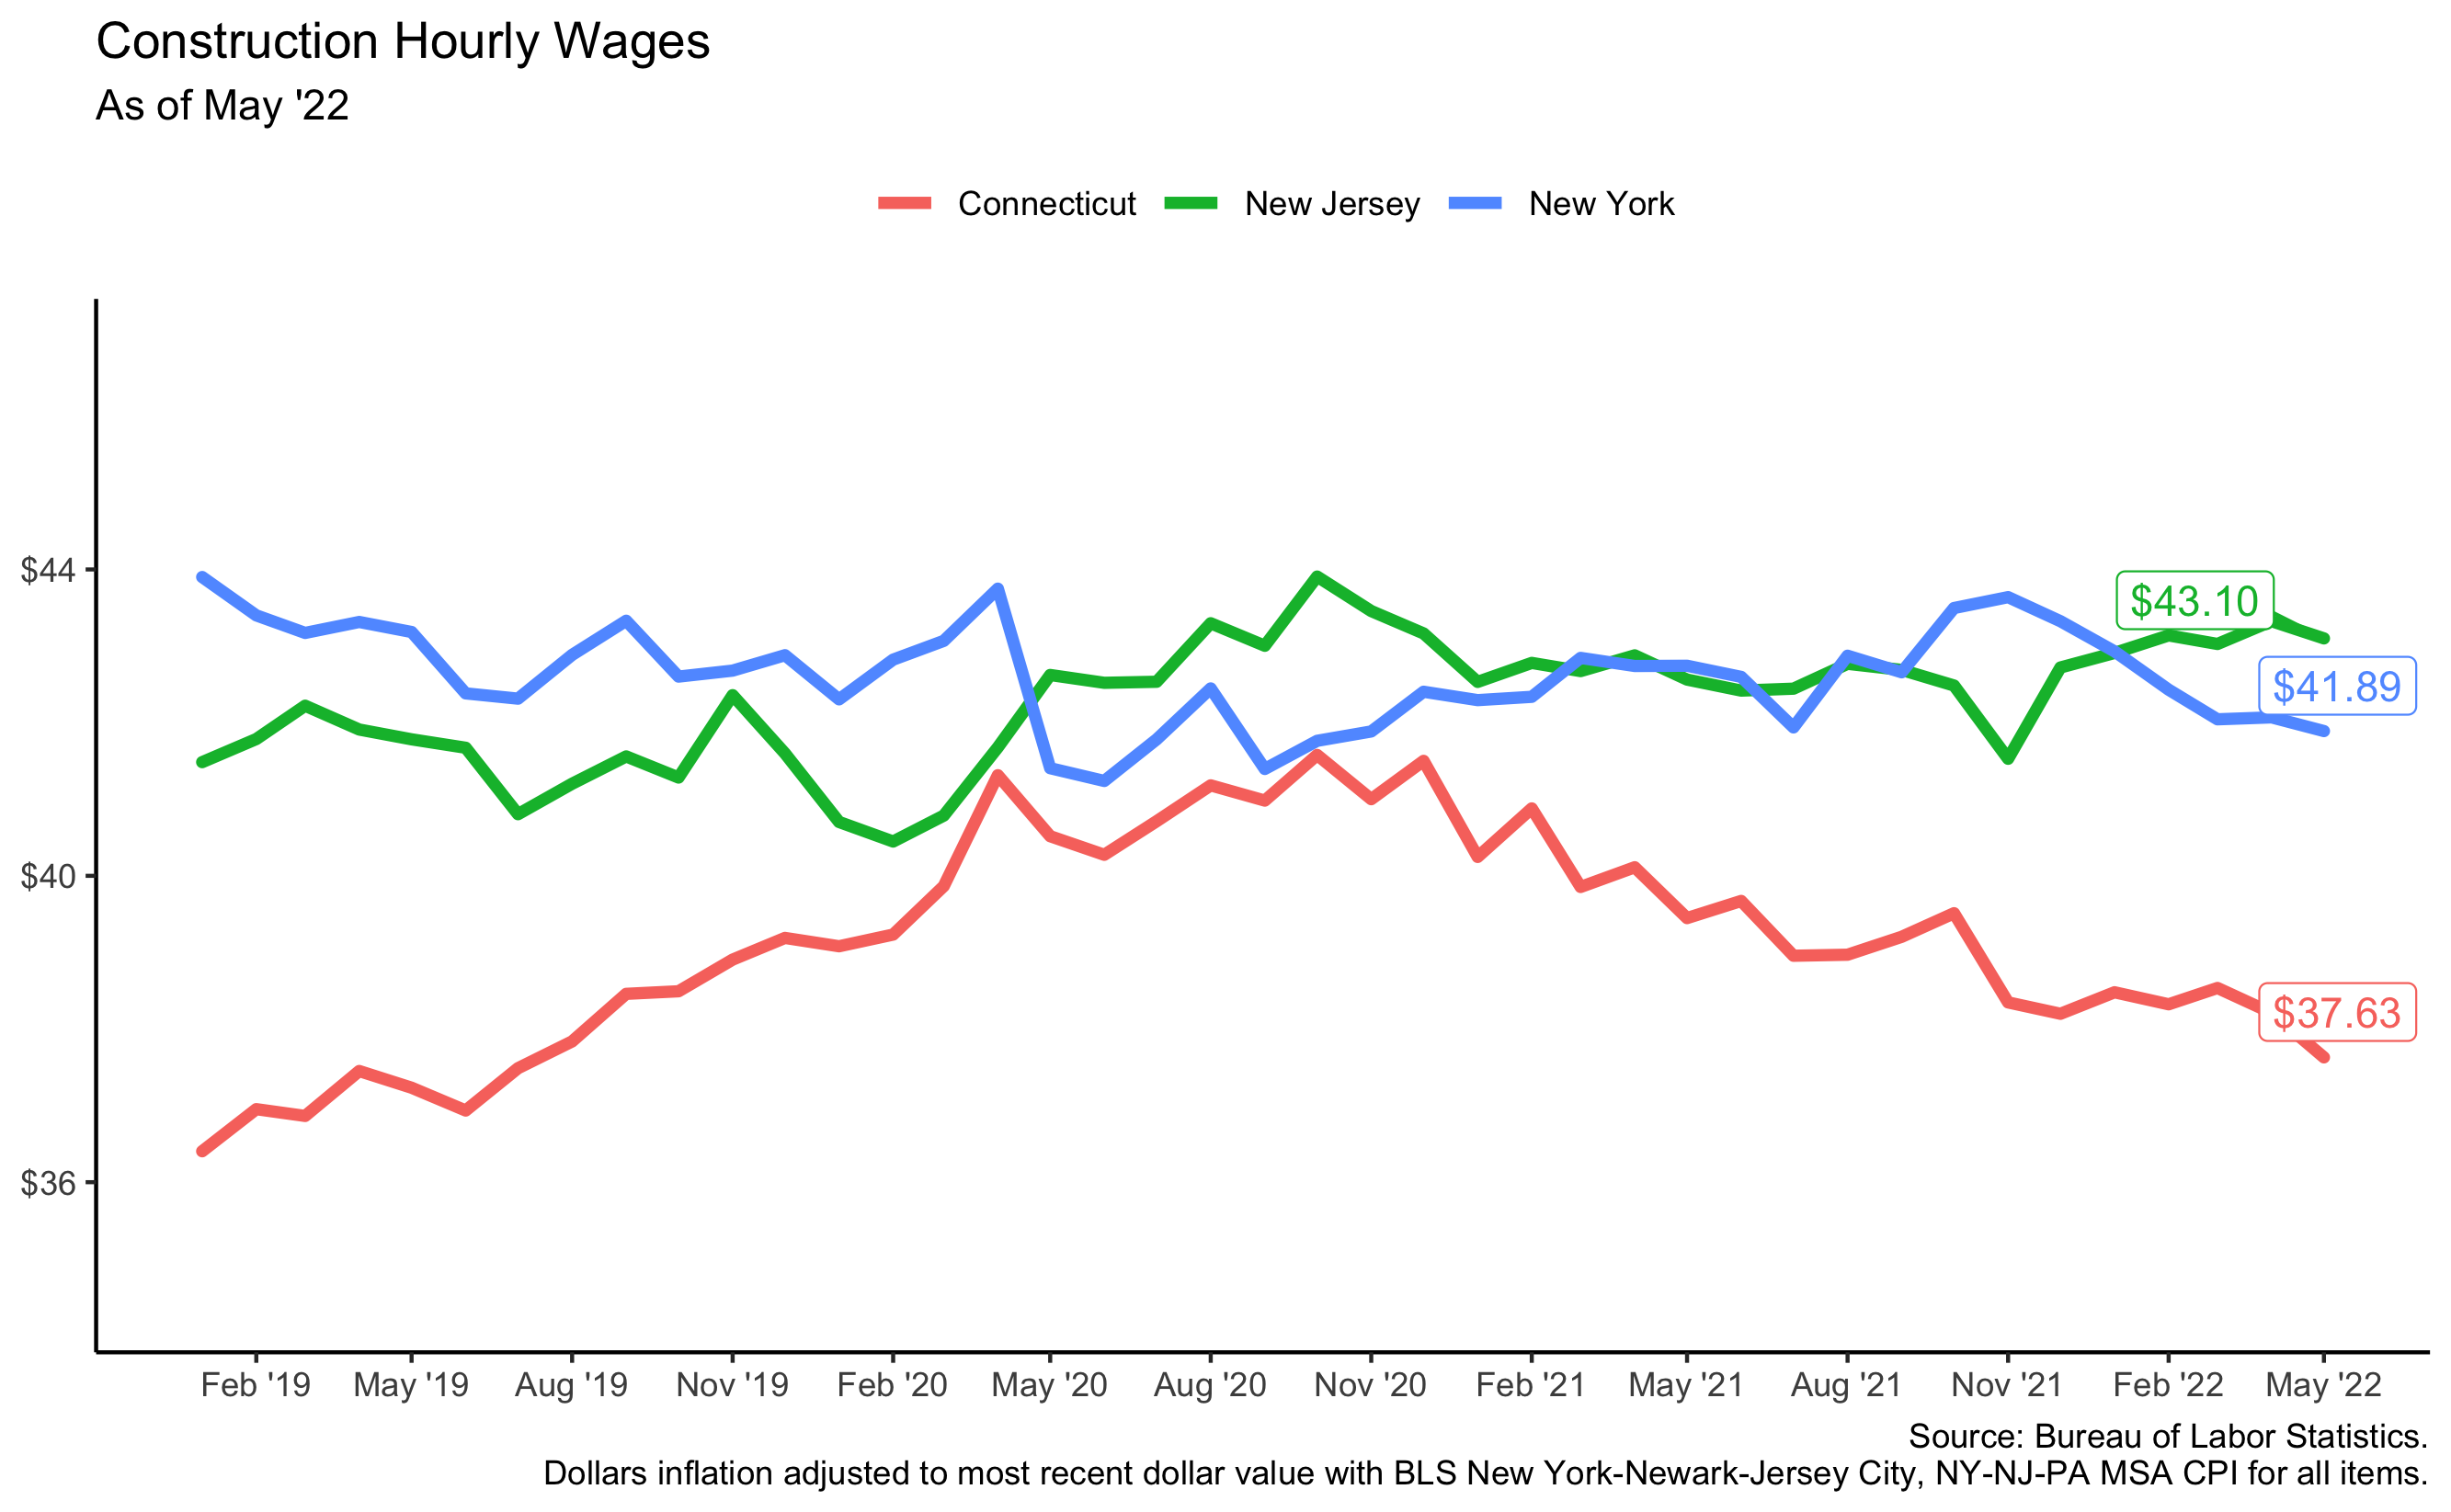 Construction Hourly Wages
As of May '22
Connecticut New Jersey New York
$44
$40
$36
$43.10
$41.89
$37.63
Feb '19 May '19 Aug '19 Nov '19 Feb '20 May '20 Aug '20 Nov '20 Feb '21 May '21 Aug '21 Nov '21 Feb '22 May '22
Source: Bureau of Labor Statistics.
Dollars inflation adjusted to most recent dollar value with BLS New York-Newark-Jersey City, NY-NJ-PA MSA CPI for all items.